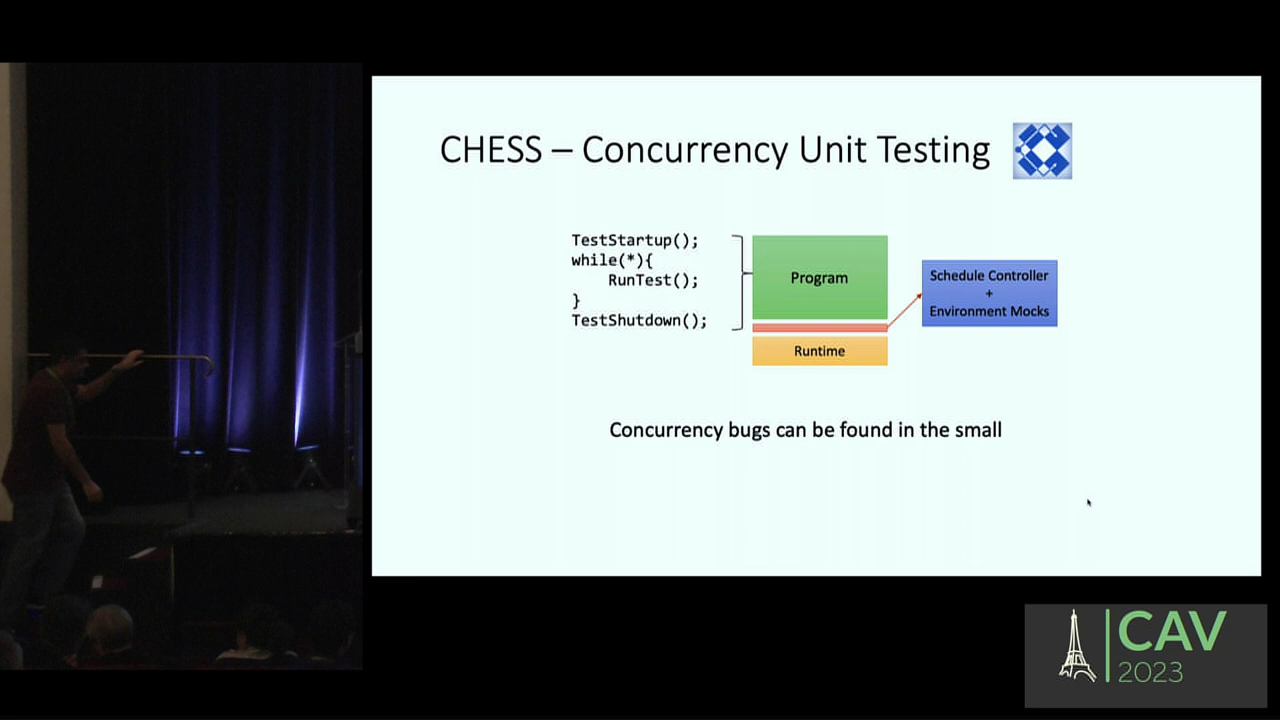 CHESS – Concurrency Unit Testing
TestStartup();
while(*){
RunTest();
}
TestShutdown();
Program
Runtime
Schedule Controller
+
Environment Mocks
Concurrency bugs can be found in the small
CAV
2023